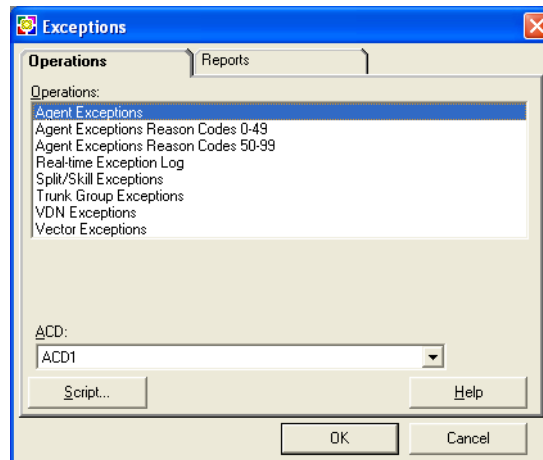 Exceptions
Operations Reports
Operations:
Agent Exceptions
Agent Exceptions Reason Codes 0-49
Agent Exceptions Reason Codes 50-99
Real-time Exception Log
Split/Skill Exceptions
Trunk Group Exceptions
VDN Exceptions
Vector Exceptions
ACD:
ACD1
Script... Help
OK Cancel